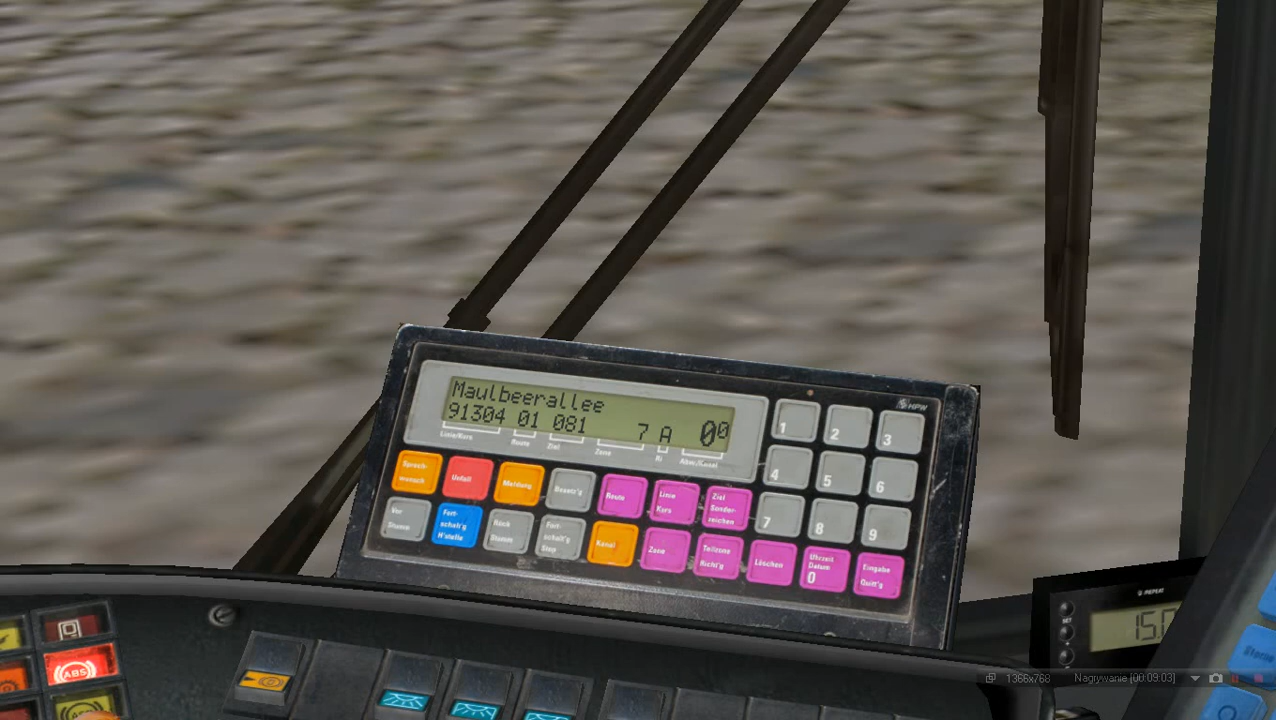 HPW
Maulbeerallee
91304 01 081 7 A 00
Linie/Kurs Route Ziel Zone Ri Abw./Kanal
1 2 3
4 5 6
7 8 9
Sprech-
wunsch
Unfall
Meldung
Besetz'g
Route
Linie
Kurs
Ziel
Sonder-
zeichen
Vor
Stamm
Fort-
schalt'g
H'stelle
Rück
Stamm
Fort-
schalt'g
Stop
Kanal
Zone
Teilzone
Richt'g
Löschen
Uhrzeit
Datum
0
Eingabe
Quitt'g
ABS
SET
15.0
1366x768 Nagrywanie [00:09:03]